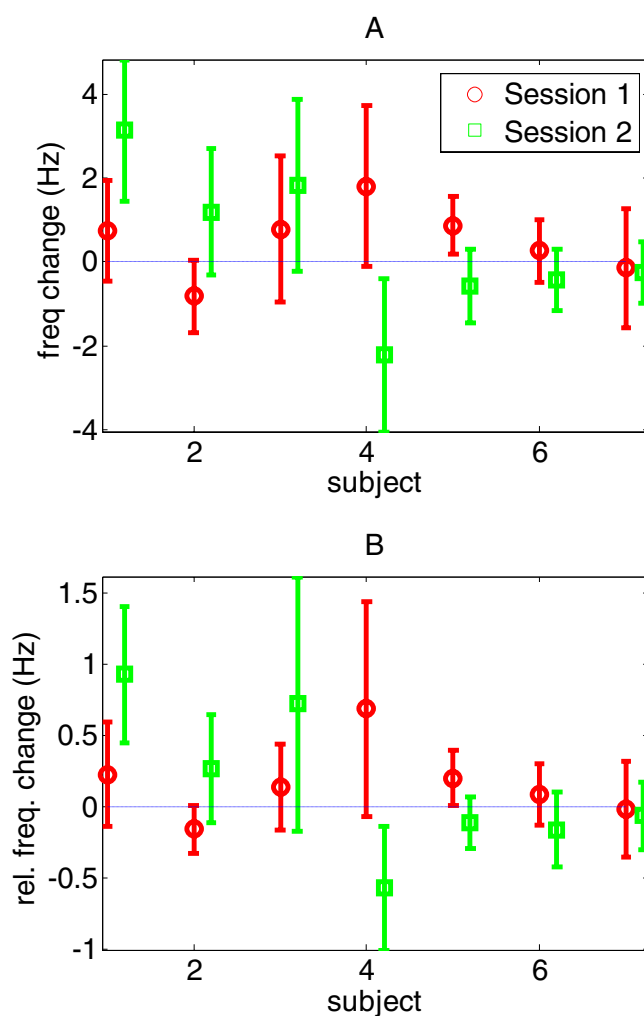 A
freq change (Hz)
4
2
0
-2
-4
Session 1
Session 2
2
4
6
subject
B
rel. freq. change (Hz)
1.5
1
0.5
0
-0.5
-1
2
4
6
subject